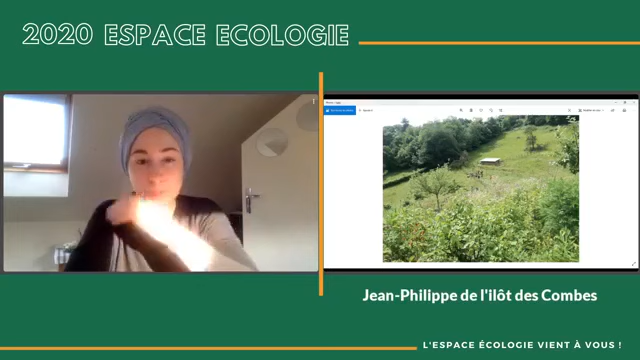 2020 ESPACE ECOLOGIE
Jean-Philippe de l'ilôt des Combes
L'ESPACE ÉCOLOGIE VIENT À VOUS !